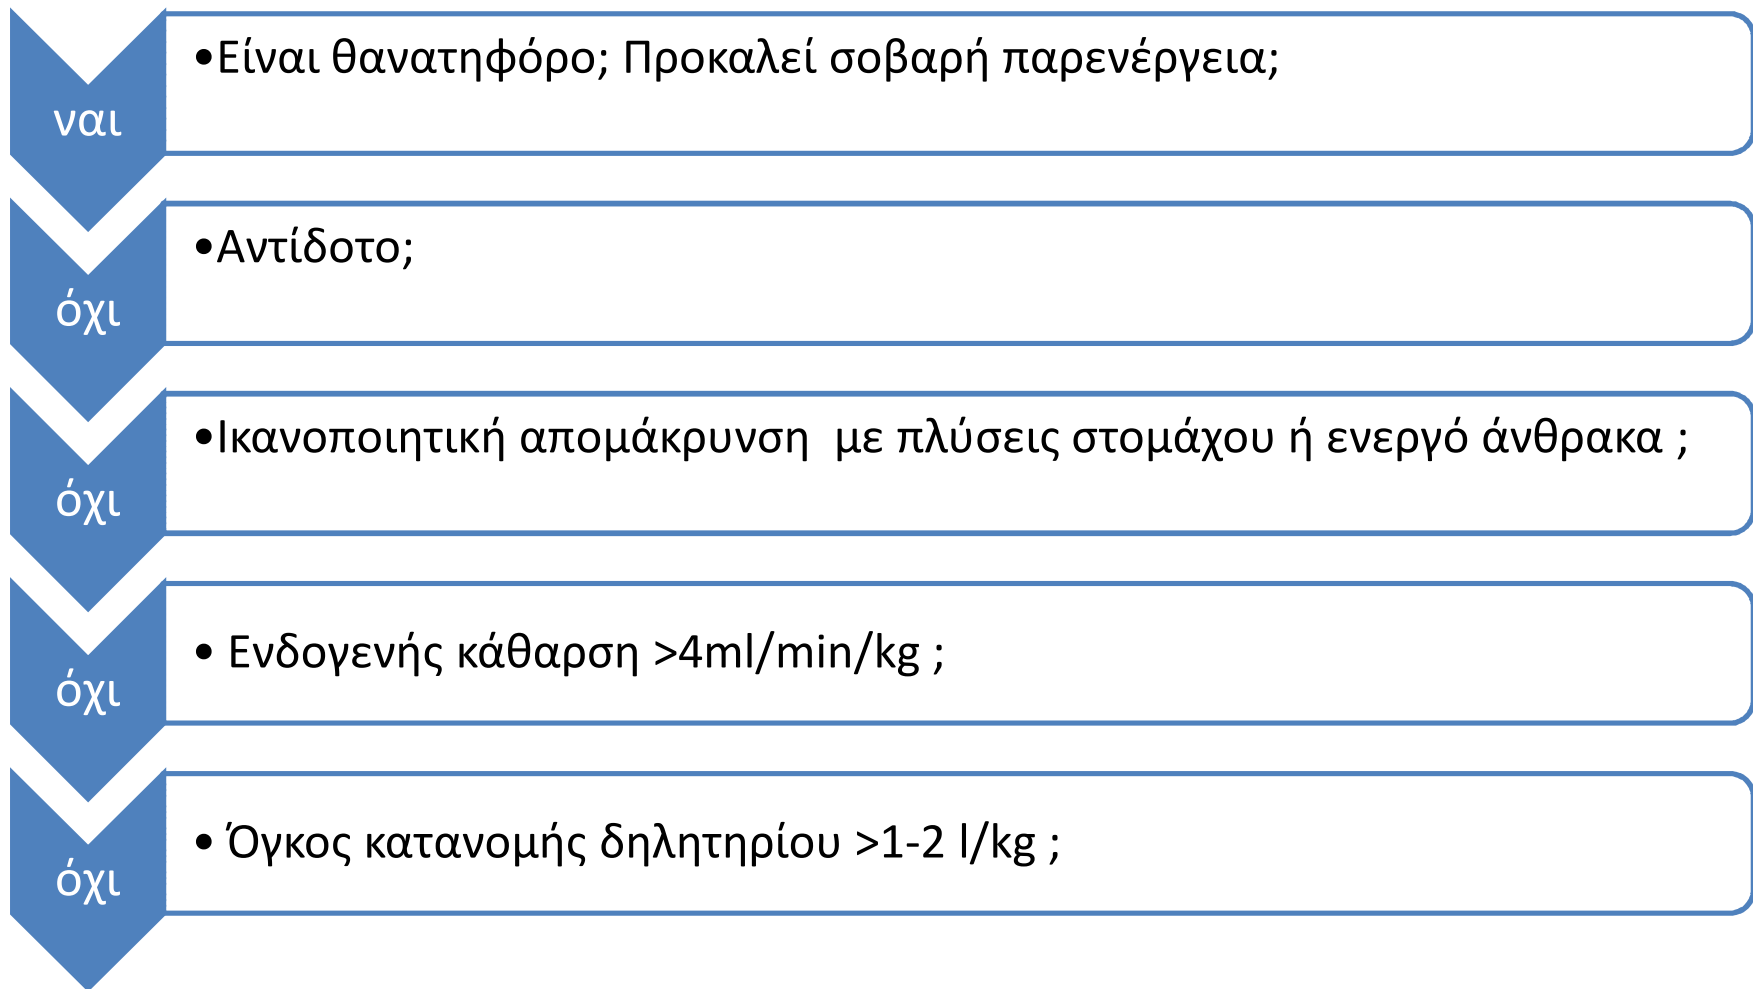 •Είναι θανατηφόρο; Προκαλεί σοβαρή παρενέργεια;
ναι
•Αντίδοτο;
όχι
•Ικανοποιητική απομάκρυνση  με πλύσεις στομάχου ή ενεργό άνθρακα ;
όχι
• Ενδογενής κάθαρση >4ml/min/kg ;
όχι
• Όγκος κατανομής δηλητηρίου >1-2 l/kg ;
όχι